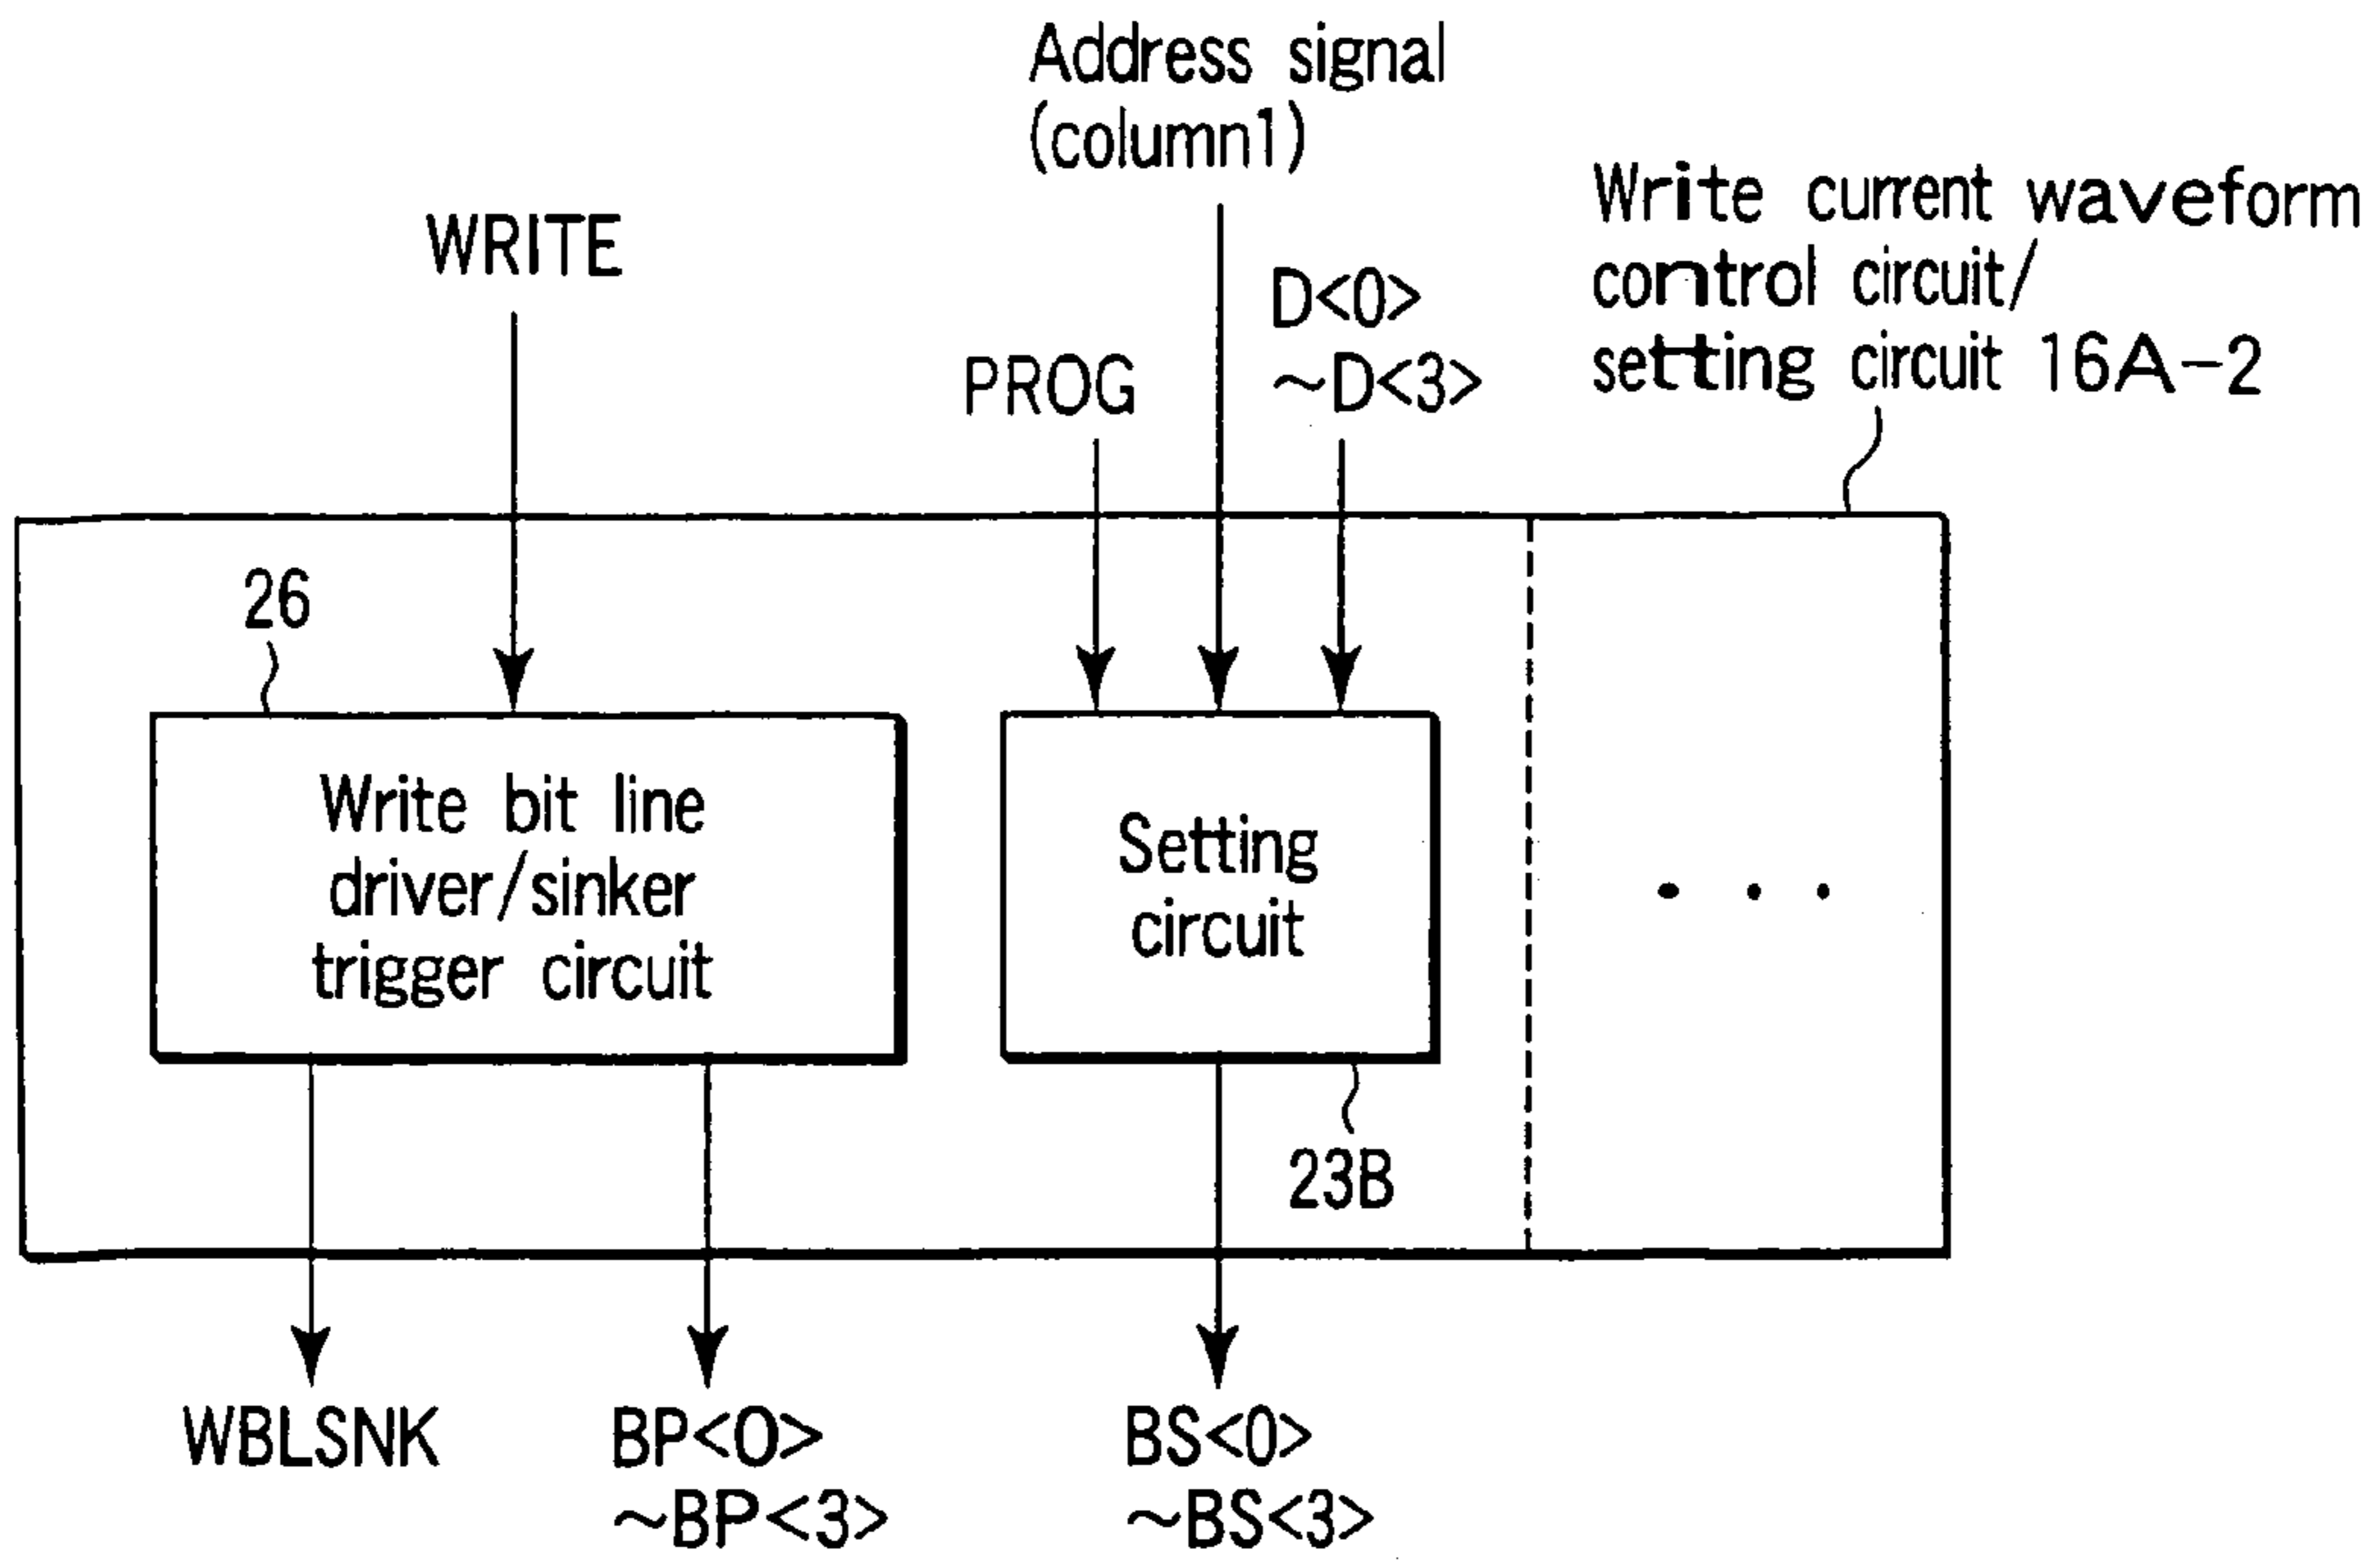 Address signal
(column1)
Write current waveform
control circuit/
setting circuit 16A-2
WRITE
D<0>
~D<3>
PROG
26
Write bit line
driver/sinker
trigger circuit
Setting
circuit
• • •
23B
WBLSNK
BP<0>
~BP<3>
BS<0>
~BS<3>